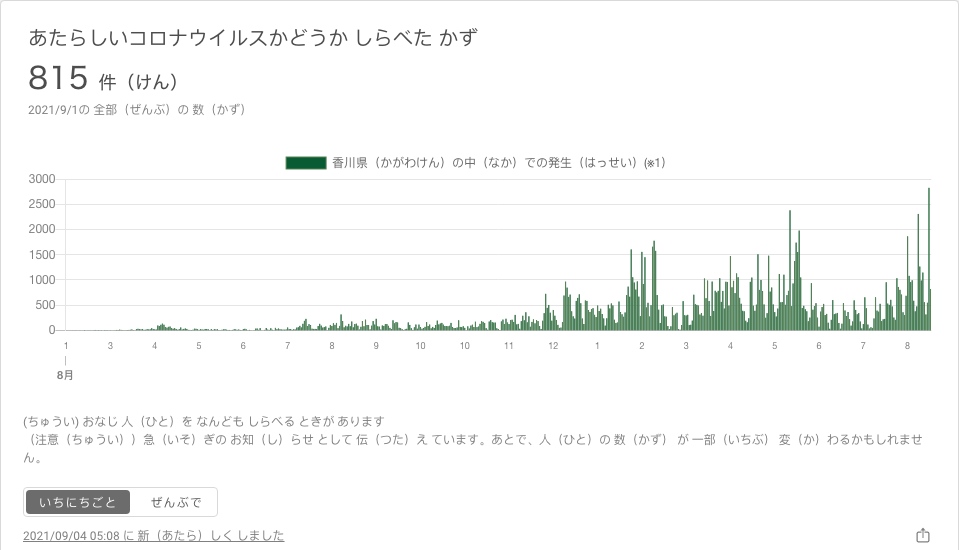 あたらしいコロナウイルスかどうか しらべた かず
815 件（けん）
2021/9/1の 全部（ぜんぶ）の 数（かず）
香川県（かがわけん）の中（なか）での発生（はっせい）(※1)
3000
2500
2000
1500
1000
500
0
1 3 4 5 6 7 8 9 10 10 11 12 1 2 3 4 5 6 7 8
8月
(ちゅうい) おなじ 人（ひと）を なんども しらべる ときが あります
（注意（ちゅうい））急（いそ）ぎの お知（し）らせ として 伝（つた）え ています。あとで、人（ひと）の 数（かず） が 一部（いちぶ） 変（か）わるかもしれませ
ん。
いちにちごと ぜんぶで
2021/09/04 05:08 に 新（あたら）しく しました